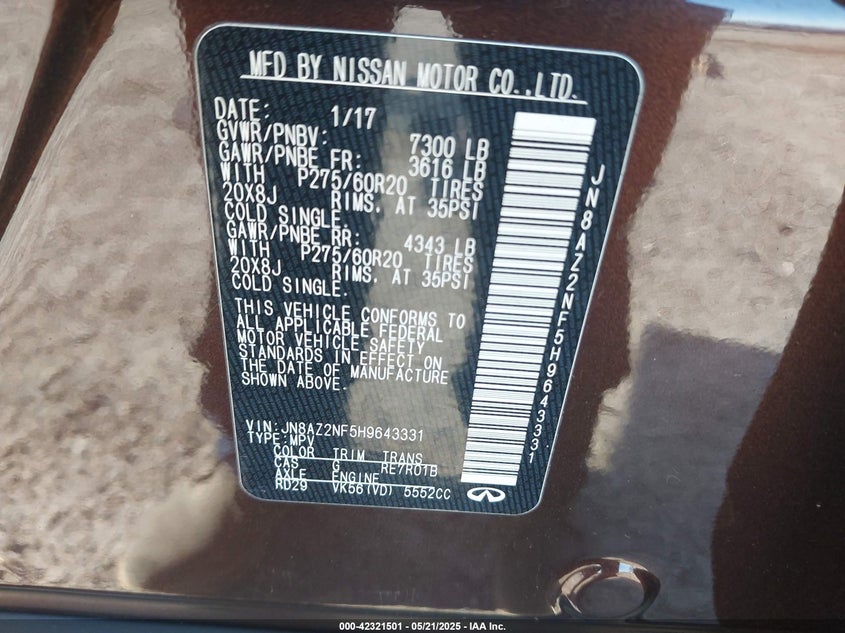 MFD BY NISSAN MOTOR CO.,LTD.
DATE: 1/17
GVWR/PNBV: 7300 LB
GAWR/PNBE FR: 3616 LB
WITH P275/60R20 TIRES
20X8J RIMS. AT 35PSI
COLD SINGLE.
GAWR/PNBE RR: 4343 LB
WITH P275/60R20 TIRES
20X8J RIMS. AT 35PSI
COLD SINGLE.
THIS VEHICLE CONFORMS TO
ALL APPLICABLE FEDERAL
MOTOR VEHICLE SAFETY
STANDARDS IN EFFECT ON
THE DATE OF MANUFACTURE
SHOWN ABOVE.
VIN:JN8AZ2NF5H9643331
TYPE:MPV
COLOR TRIM TRANS
CAS G RE7R01B
AXLE ENGINE
RD29 VK56(VD) 5552CC
JN8AZ2NF5H9643331
000-42321501 - 05/21/2025 - IAA Inc.